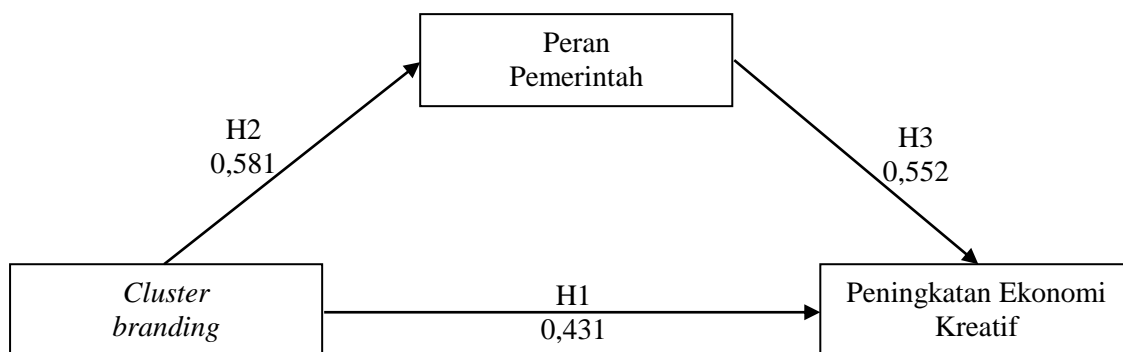 Peran
Pemerintah
H2
0,581
H3
0,552
Cluster
branding
H1
0,431
Peningkatan Ekonomi
Kreatif